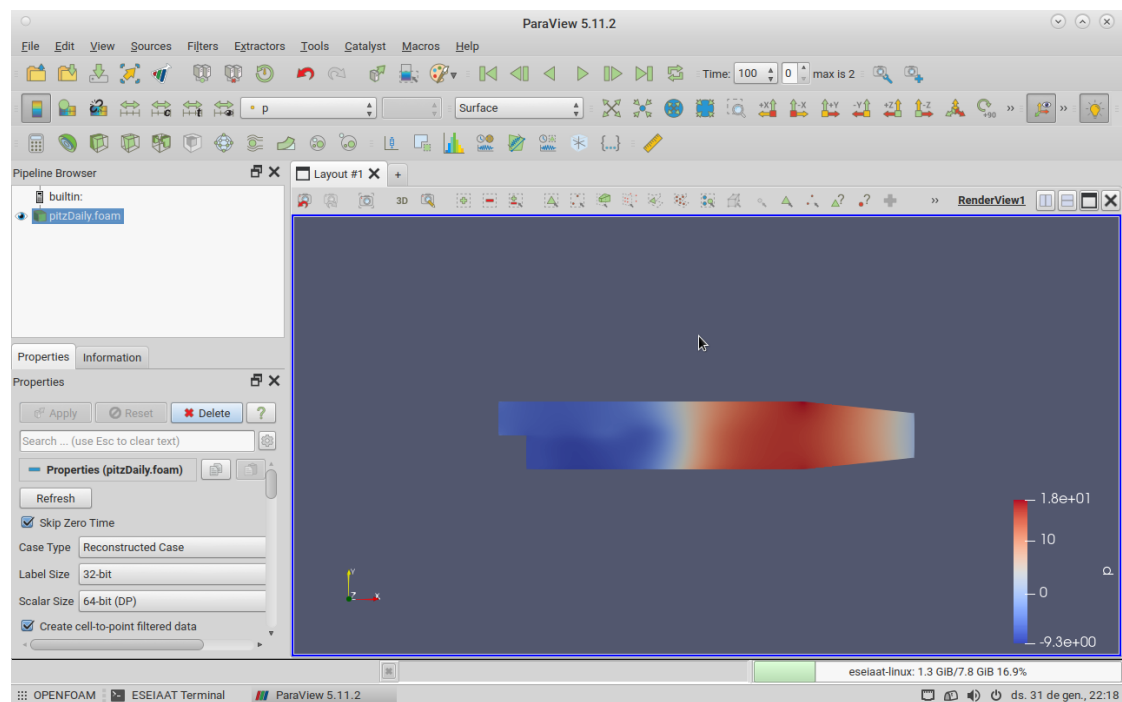 ParaView 5.11.2
File Edit View Sources Filters Extractors Tools Catalyst Macros Help
Time: 100 0 max is 2
p Surface +X -X +Y -Y +Z -Z +90 »  »
Pipeline Browser
Layout #1 +
builtin:
pitzDaily.foam
3D » RenderView1
Properties Information
Properties
Apply Reset Delete ?
Search ... (use Esc to clear text)
Properties (pitzDaily.foam)
Refresh
Skip Zero Time
Case Type Reconstructed Case
Label Size 32-bit
Scalar Size 64-bit (DP)
Create cell-to-point filtered data
Y
Z X
1.8e+01
10
0
-9.3e+00
p
eseiaat-linux: 1.3 GiB/7.8 GiB 16.9%
OPENFOAM ESEIAAT Terminal ParaView 5.11.2 ds. 31 de gen., 22:18